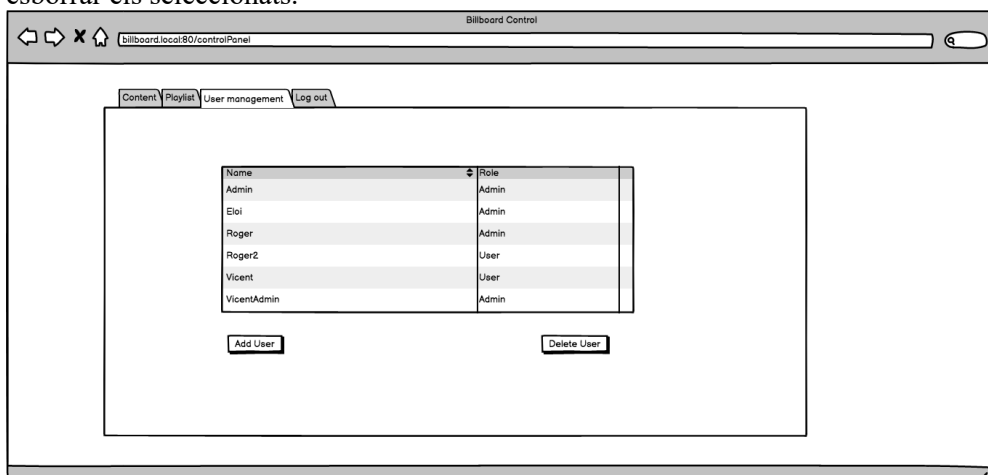 esborrar els seleccionats.
Billboard Control
billboard.local:80/controlPanel
Content Playlist User management Log out
Name Role
Admin Admin
Eloi Admin
Roger Admin
Roger2 User
Vicent User
VicentAdmin Admin
Add User Delete User